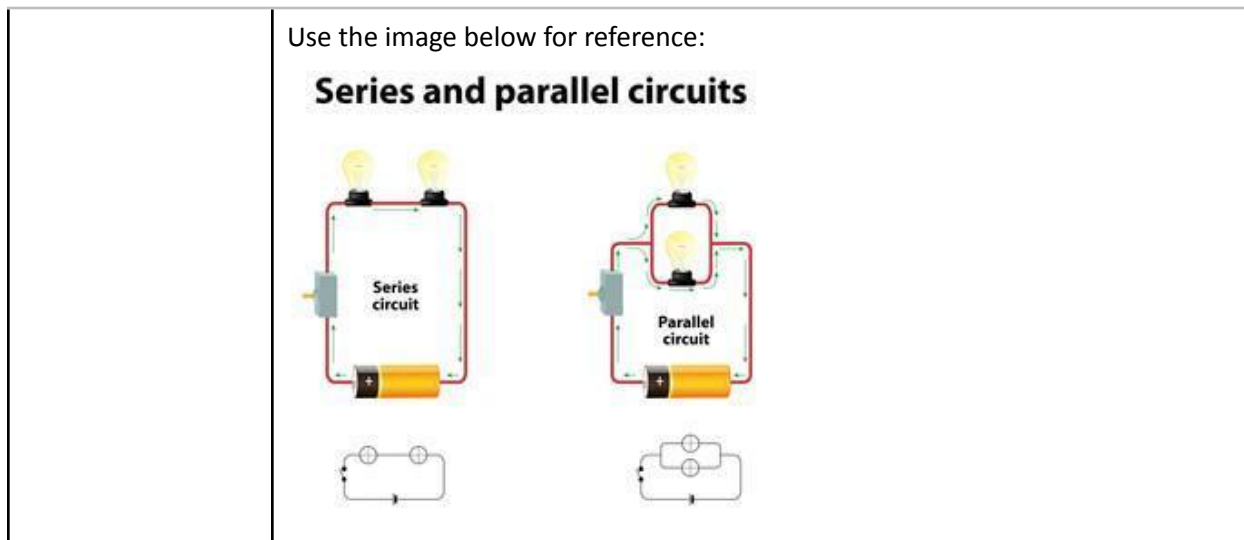 Use the image below for reference:
Series and parallel circuits
Series
circuit
Parallel
circuit
+
+